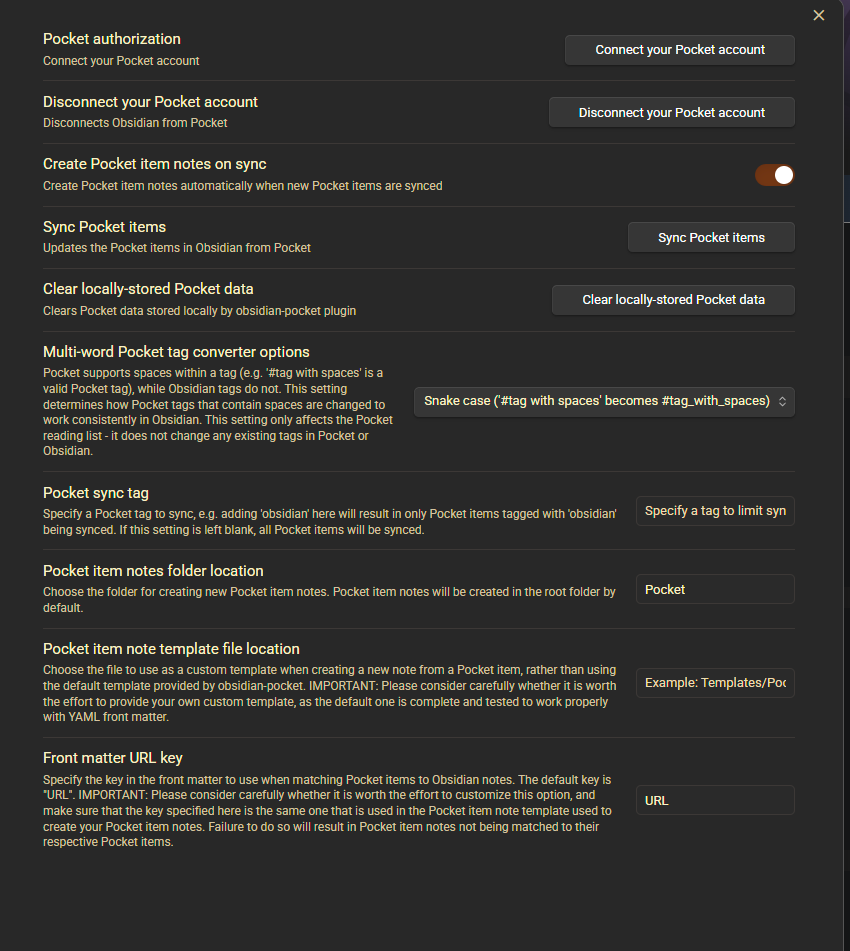 Pocket authorization
Connect your Pocket account
Connect your Pocket account
Disconnect your Pocket account
Disconnects Obsidian from Pocket
Disconnect your Pocket account
Create Pocket item notes on sync
Create Pocket item notes automatically when new Pocket items are synced
Sync Pocket items
Updates the Pocket items in Obsidian from Pocket
Sync Pocket items
Clear locally-stored Pocket data
Clears Pocket data stored locally by obsidian-pocket plugin
Clear locally-stored Pocket data
Multi-word Pocket tag converter options
Pocket supports spaces within a tag (e.g. '#tag with spaces' is a
valid Pocket tag), while Obsidian tags do not. This setting
determines how Pocket tags that contain spaces are changed to
work consistently in Obsidian. This setting only affects the Pocket
reading list - it does not change any existing tags in Pocket or
Obsidian.
Snake case ('#tag with spaces' becomes #tag_with_spaces)
Pocket sync tag
Specify a Pocket tag to sync, e.g. adding 'obsidian' here will result in only Pocket items tagged with 'obsidian'
being synced. If this setting is left blank, all Pocket items will be synced.
Specify a tag to limit syn
Pocket item notes folder location
Choose the folder for creating new Pocket item notes. Pocket item notes will be created in the root folder by
default.
Pocket
Pocket item note template file location
Choose the file to use as a custom template when creating a new note from a Pocket item, rather than using
the default template provided by obsidian-pocket. IMPORTANT: Please consider carefully whether it is worth
the effort to provide your own custom template, as the default one is complete and tested to work properly
with YAML front matter.
Example: Templates/Poc
Front matter URL key
Specify the key in the front matter to use when matching Pocket items to Obsidian notes. The default key is
"URL". IMPORTANT: Please consider carefully whether it is worth the effort to customize this option, and
make sure that the key specified here is the same one that is used in the Pocket item note template used to
create your Pocket item notes. Failure to do so will result in Pocket item notes not being matched to their
respective Pocket items.
URL